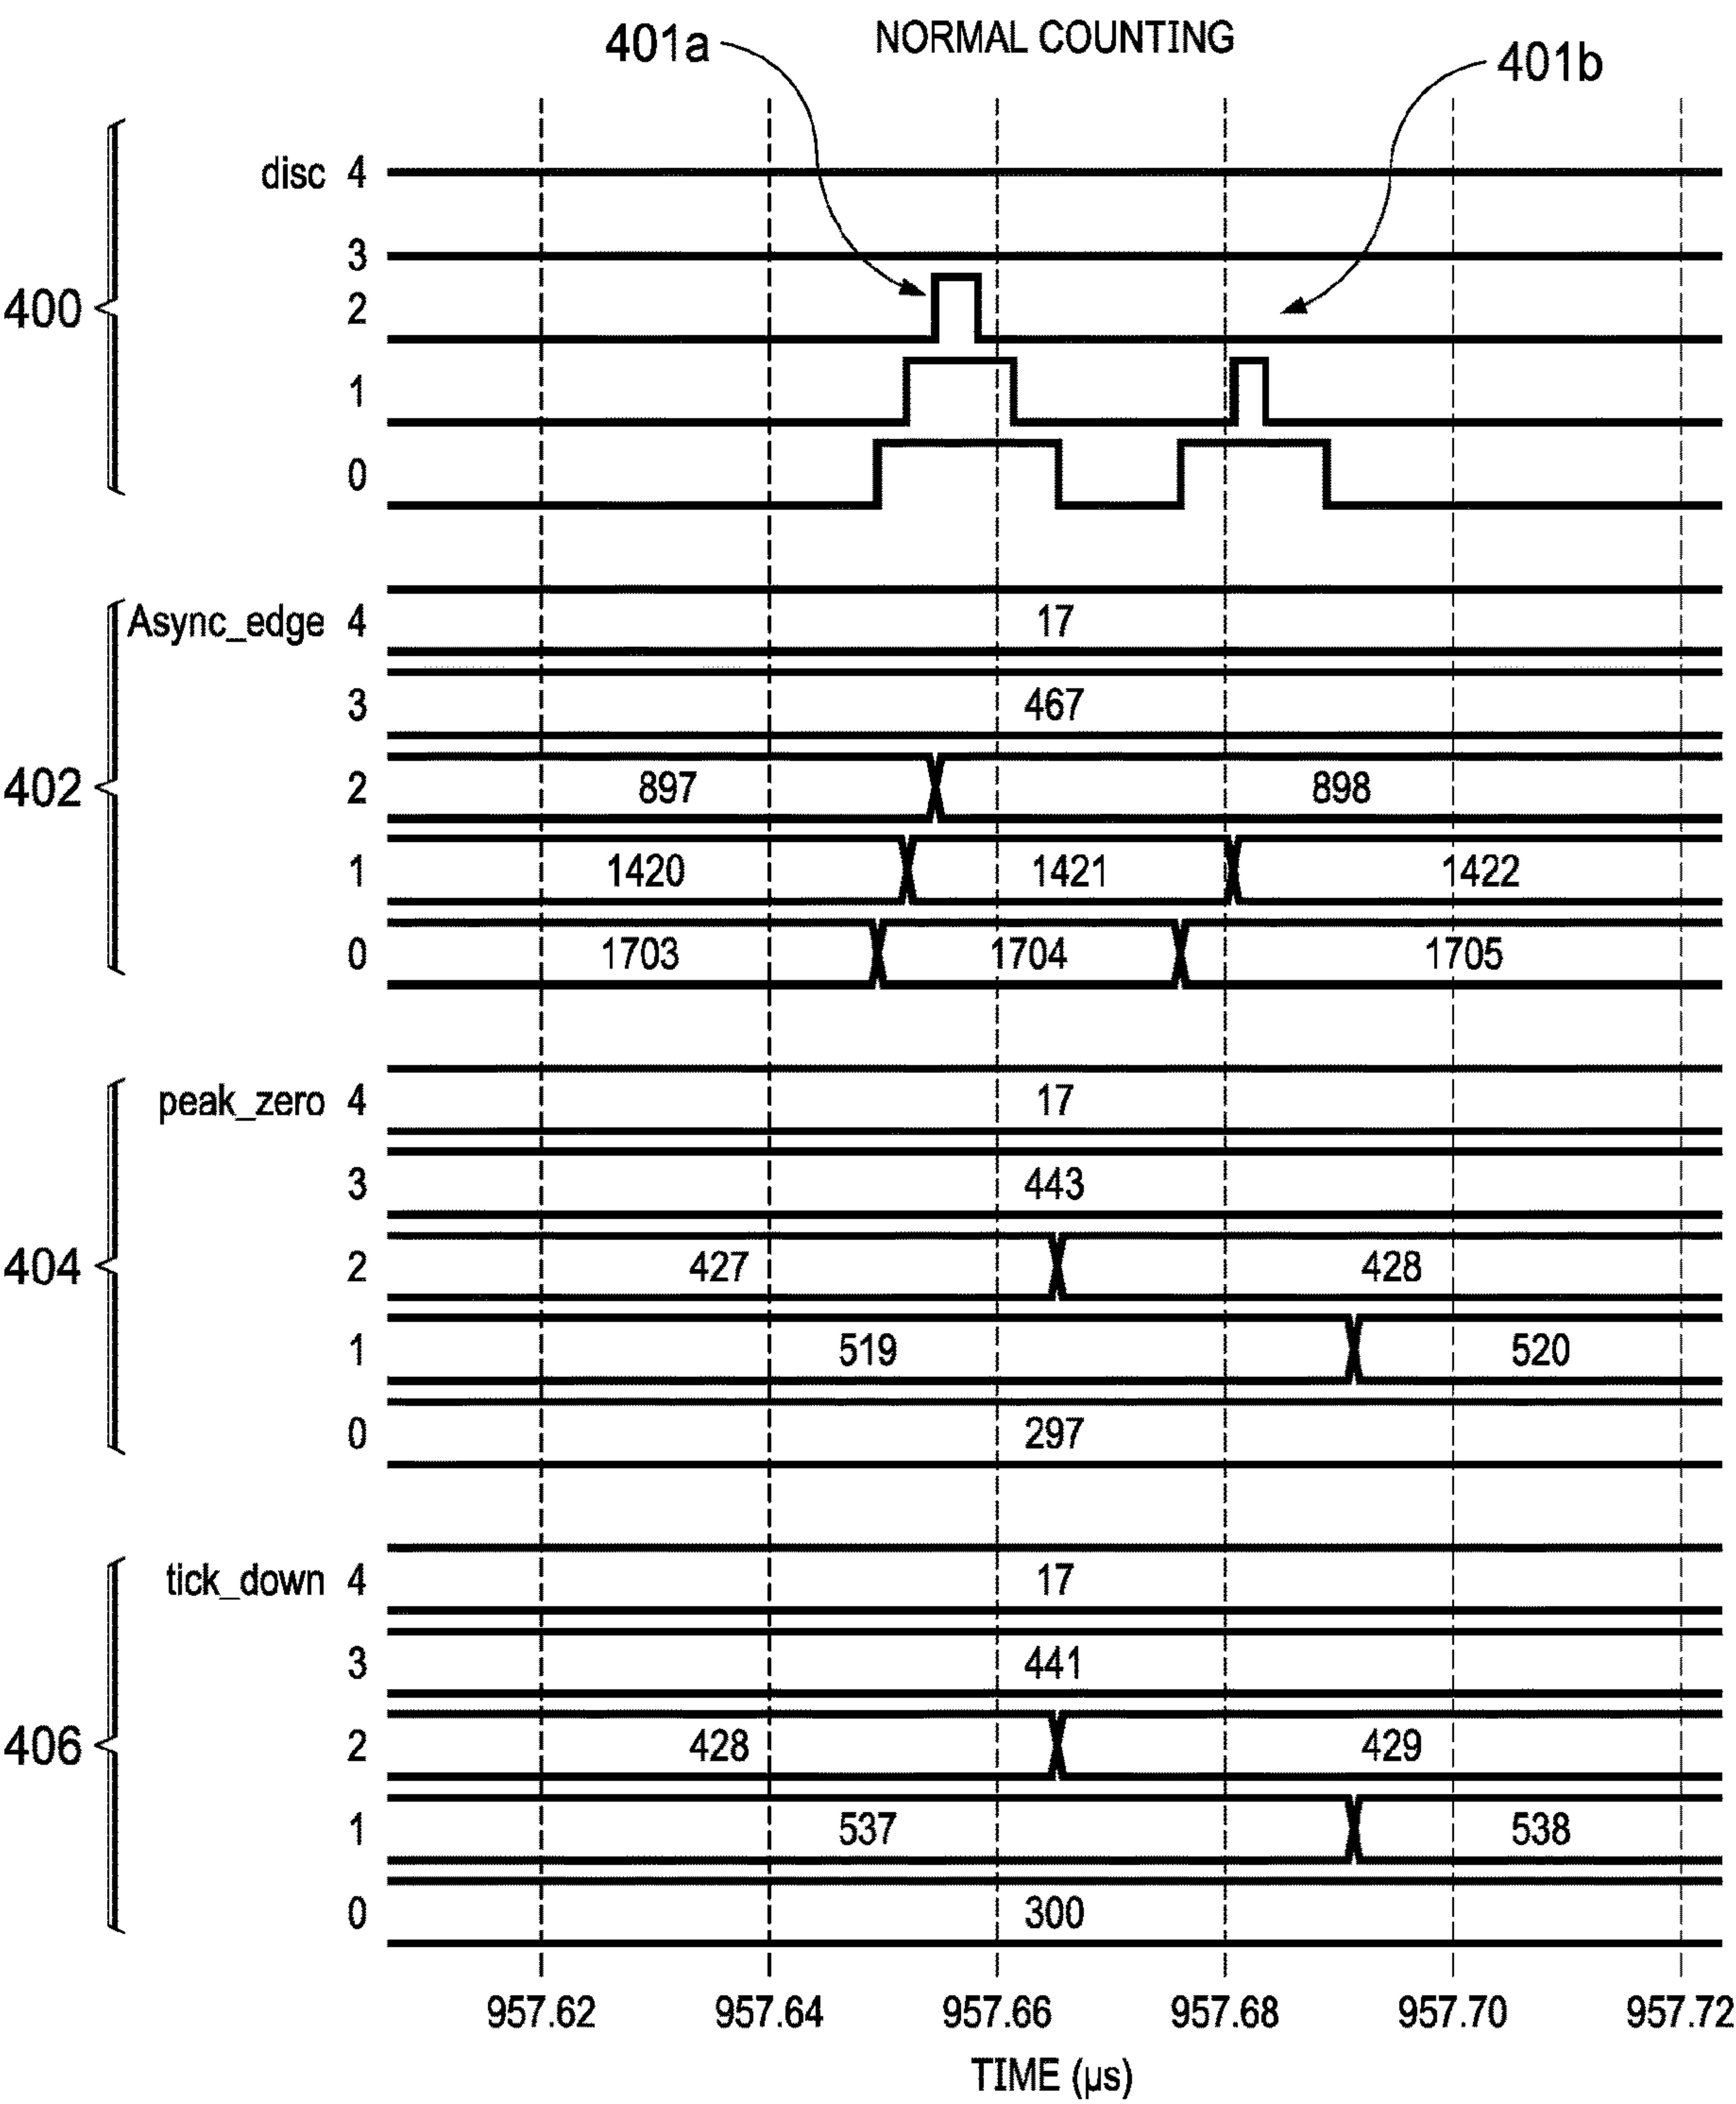 NORMAL COUNTING
401a
401b
400
disc 4
3
2
1
0
402
Async_edge 4 17
3 467
2 897 898
1 1420 1421 1422
0 1703 1704 1705
404
peak_zero 4 17
3 443
2 427 428
1 519 520
0 297
406
tick_down 4 17
3 441
2 428 429
1 537 538
0 300
957.62 957.64 957.66 957.68 957.70 957.72
TIME (µs)